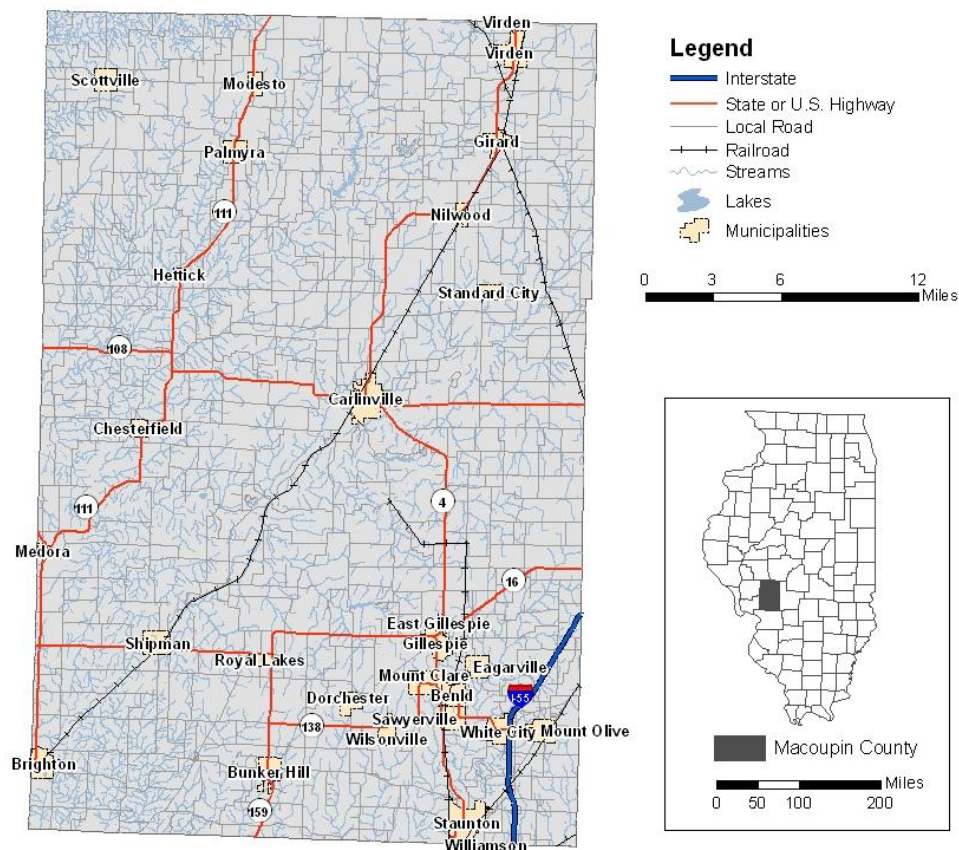 Virden
Virden
Scottville
Modesto
Girard
Palmyra
111
Nilwood
Hettick
Standard City
108
Carlinville
Chesterfield
4
111
Medora
16
East Gillespie
Gillespie
Shipman
Royal Lakes
Eagarville
Mount Clare
Benld
I-55
Dorchester
Sawyerville
138
Wilsonville
White City
Mount Olive
Brighton
Bunker Hill
159
Staunton
Williamson
Legend
Interstate
State or U.S. Highway
Local Road
Railroad
Streams
Lakes
Municipalities
0 3 6 12
Miles
Macoupin County
Miles
0 50 100 200